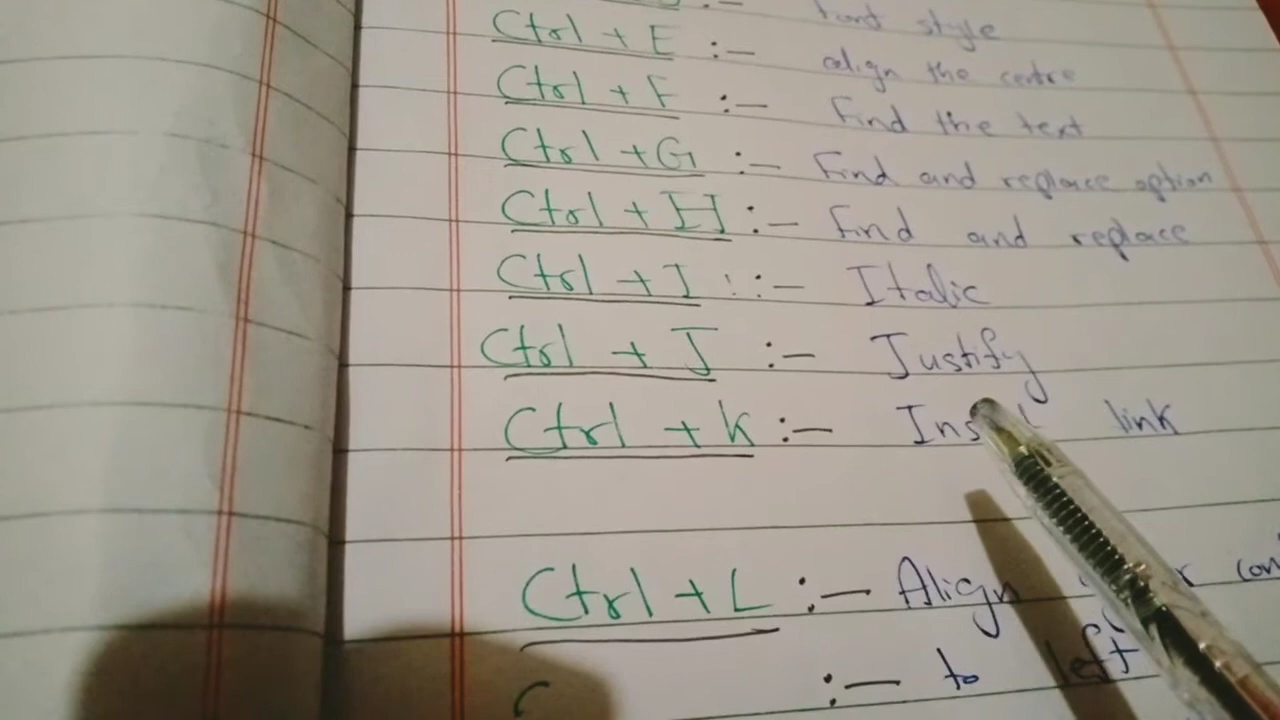 :- font style
Ctrl + E :- align the centre
Ctrl + F :- Find the text
Ctrl + G :- Find and replace option
Ctrl + H :- Find and replace
Ctrl + I :- Italic
Ctrl + J :- Justify
Ctrl + K :- link
Ctrl + L :- Align
:- to left